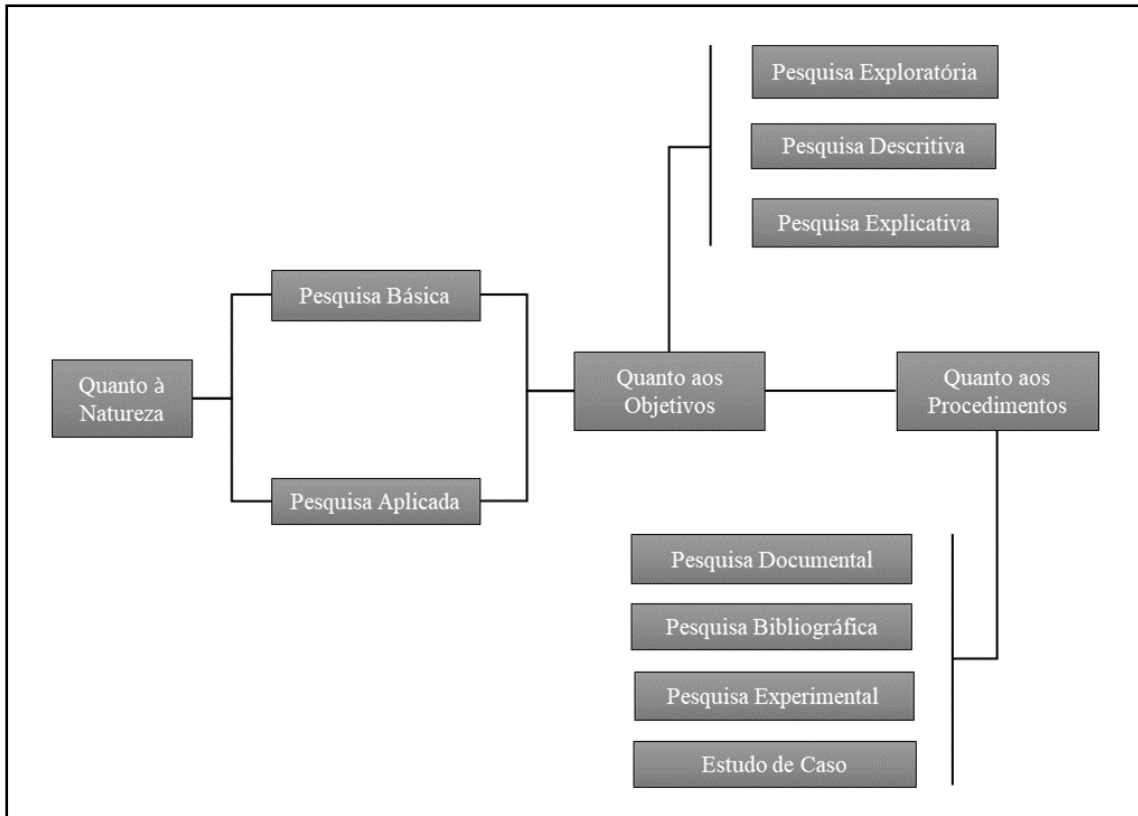 Quanto à
Natureza
Pesquisa Básica
Pesquisa Aplicada
Quanto aos
Objetivos
Pesquisa Exploratória
Pesquisa Descritiva
Pesquisa Explicativa
Quanto aos
Procedimentos
Pesquisa Documental
Pesquisa Bibliográfica
Pesquisa Experimental
Estudo de Caso